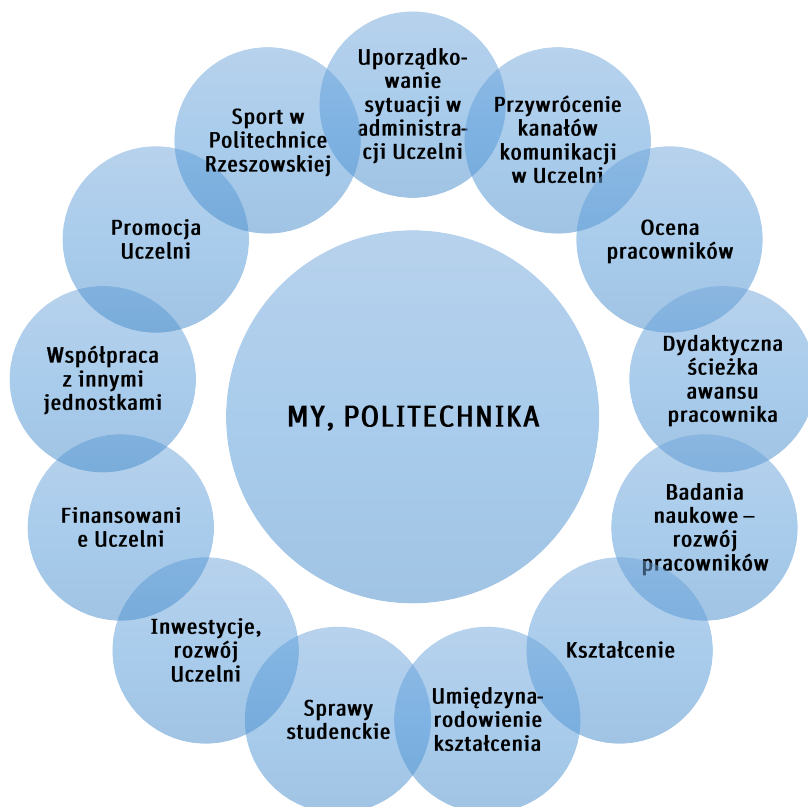 Uporządko-
wanie
sytuacji w
administra-
cji Uczelni
Przywrócenie
kanałów
komunikacji
w Uczelni
Ocena
pracowników
Dydaktyczna
ścieżka
awansu
pracownika
Badania
naukowe –
rozwój
pracowników
Kształcenie
Umiędzyna-
rodowienie
kształcenia
Sprawy
studenckie
Inwestycje,
rozwój
Uczelni
Finansowani
e Uczelni
Współpraca
z innymi
jednostkami
Promocja
Uczelni
Sport w
Politechnice
Rzeszowskiej
MY, POLITECHNIKA